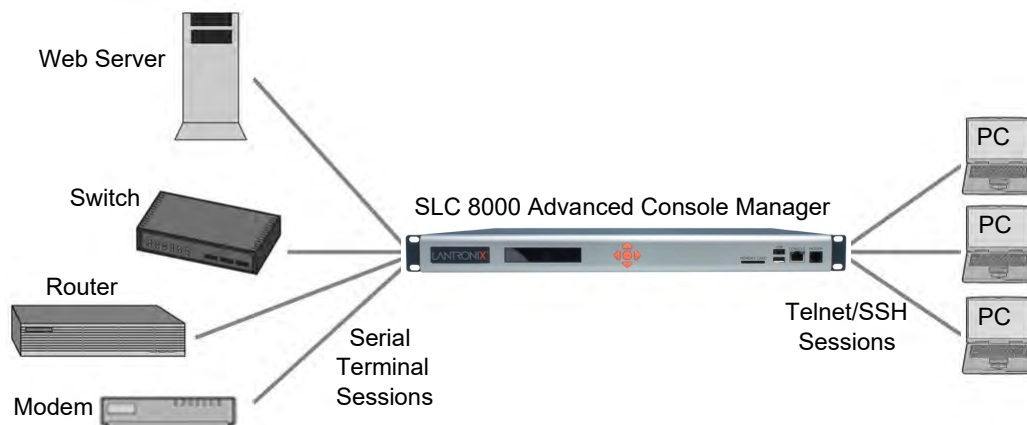 Web Server
Switch
SLC 8000 Advanced Console Manager
LANTRONIX
Router
Modem
Serial
Terminal
Sessions
Telnet/SSH
Sessions
PC
PC
PC